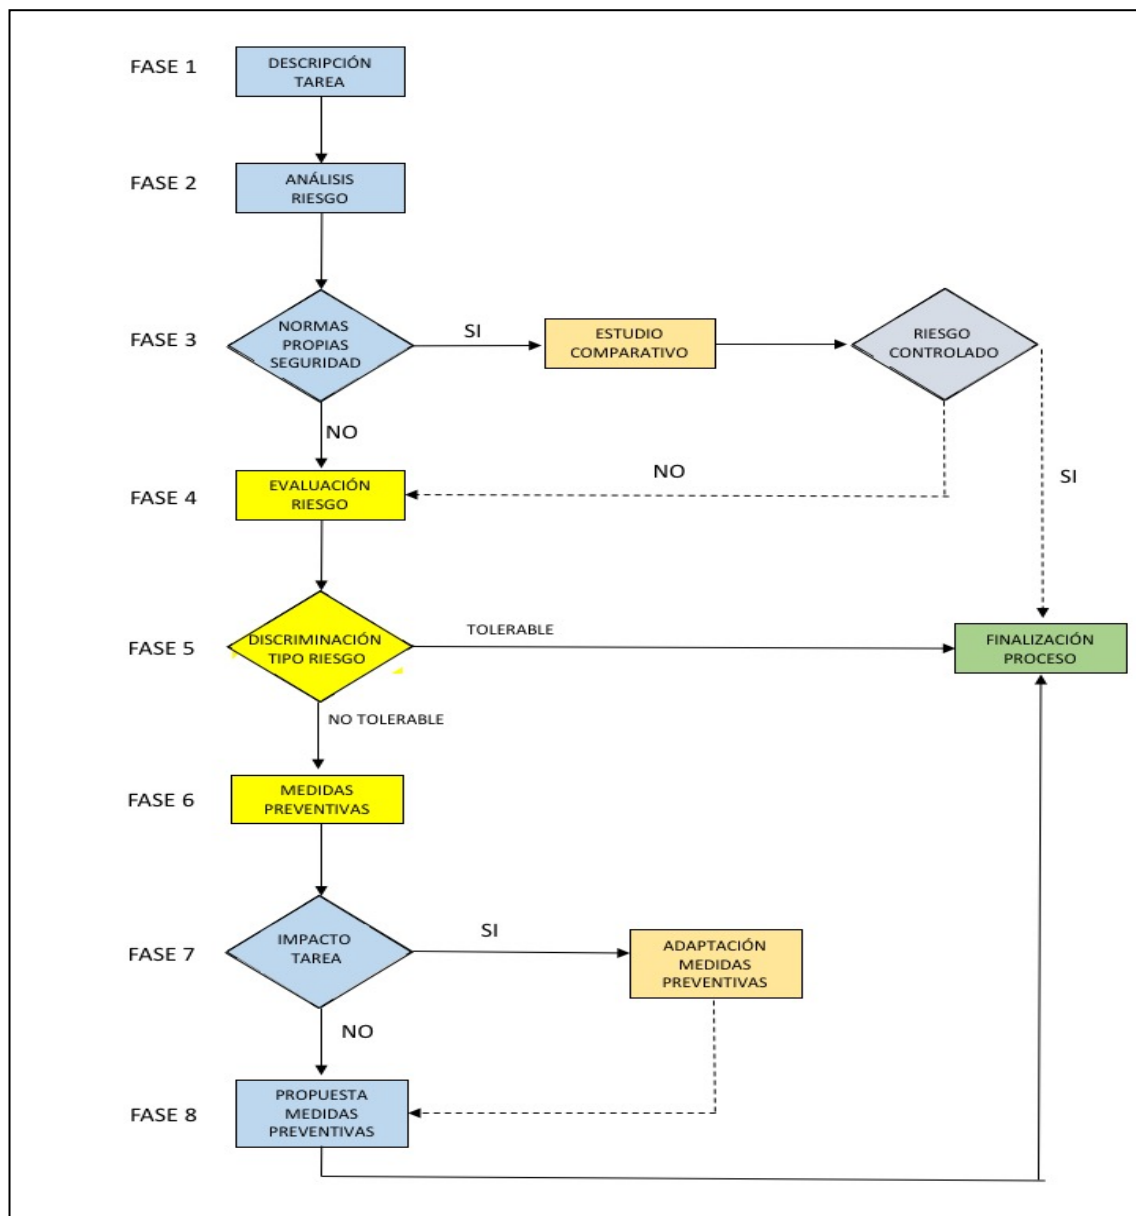 FASE 1
DESCRIPCIÓN
TAREA
FASE 2
ANÁLISIS
RIESGO
FASE 3
NORMAS
PROPIAS
SEGURIDAD
SI
ESTUDIO
COMPARATIVO
RIESGO
CONTROLADO
NO
NO
SI
FASE 4
EVALUACIÓN
RIESGO
FASE 5
DISCRIMINACIÓN
TIPO RIESGO
TOLERABLE
FINALIZACIÓN
PROCESO
NO TOLERABLE
FASE 6
MEDIDAS
PREVENTIVAS
FASE 7
IMPACTO
TAREA
SI
ADAPTACIÓN
MEDIDAS
PREVENTIVAS
NO
FASE 8
PROPUESTA
MEDIDAS
PREVENTIVAS